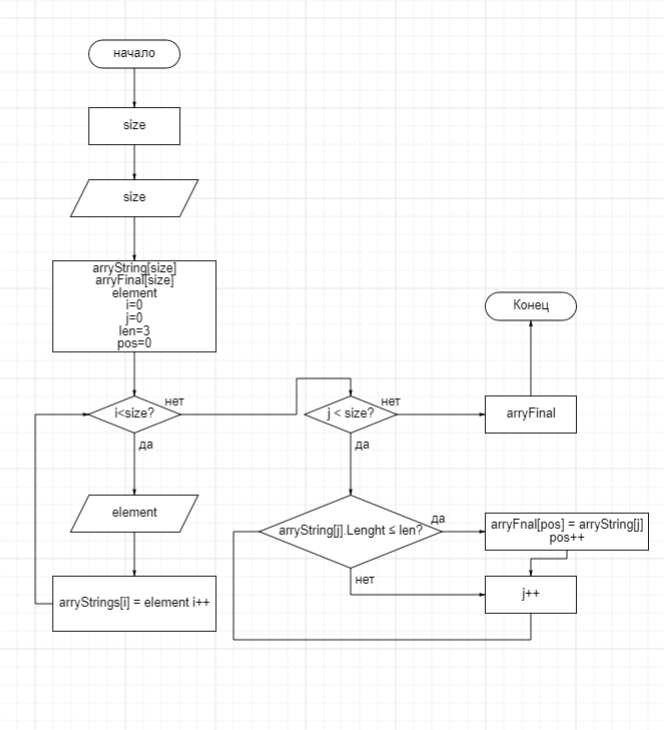 начало
size
size
arryString[size]
arryFinal[size]
element
i=0
j=0
len=3
pos=0
i<size?
нет
да
element
arryStrings[i] = element i++
j < size?
нет
да
arryFinal
Конец
arryString[j].Lenght ≤ len?
да
нет
arryFnal[pos] = arryString[j]
pos++
j++